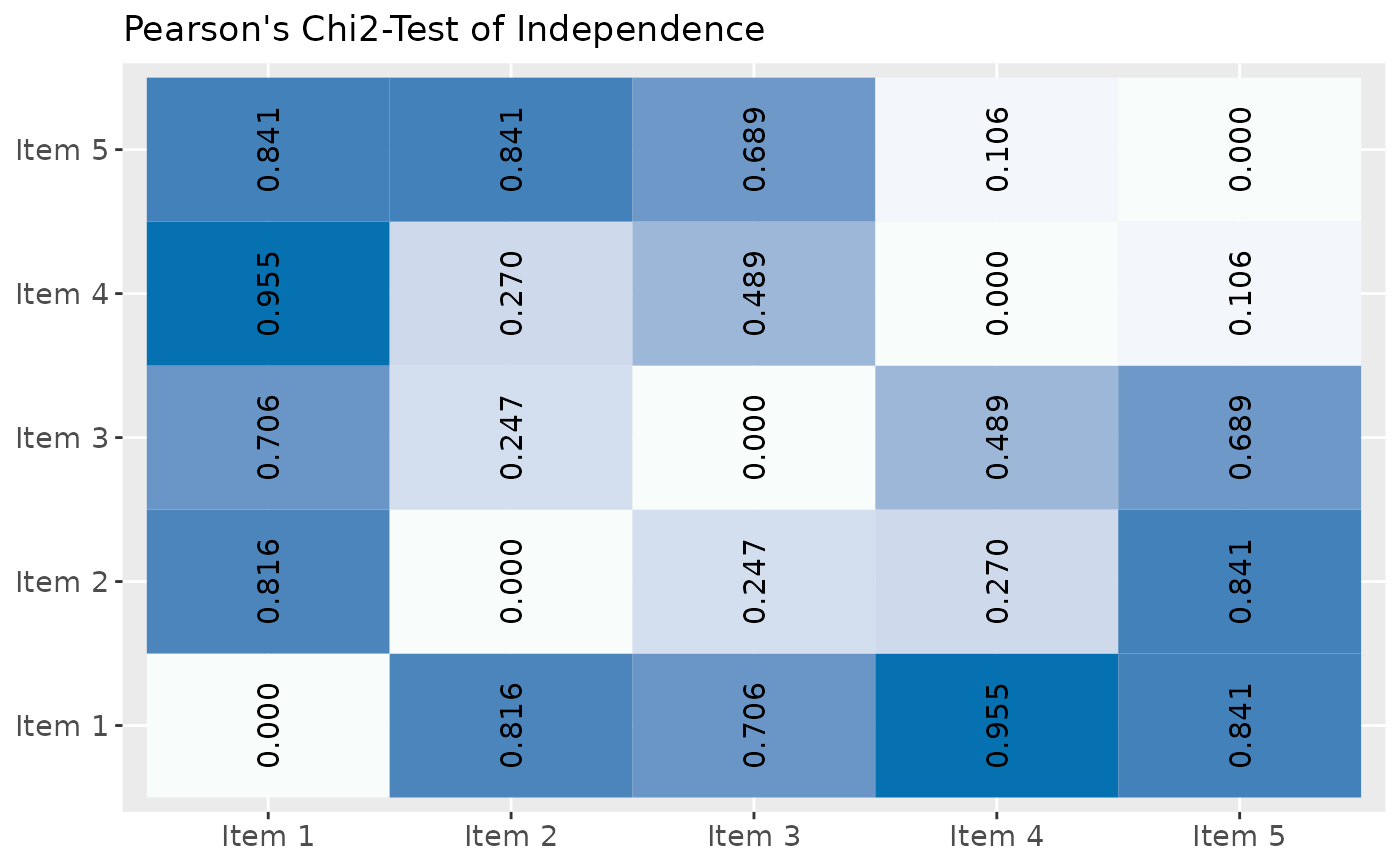 Pearson's Chi2-Test of Independence
Item 5 0.841 0.841 0.689 0.106 0.000
Item 4 0.955 0.270 0.489 0.000 0.106
Item 3 0.706 0.247 0.000 0.489 0.689
Item 2 0.816 0.000 0.247 0.270 0.841
Item 1 0.000 0.816 0.706 0.955 0.841
Item 1 Item 2 Item 3 Item 4 Item 5